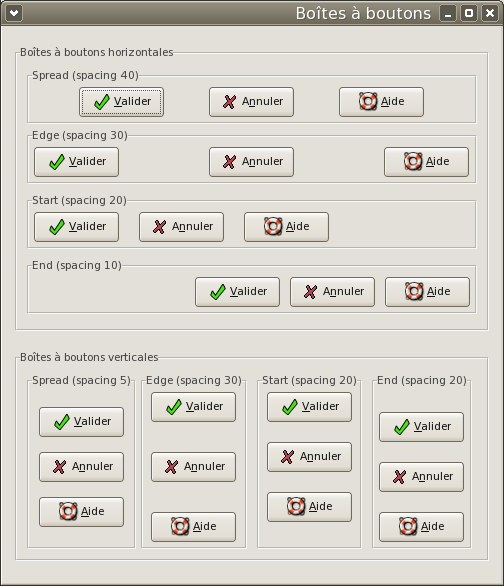 Boîtes à boutons
Boîtes à boutons horizontales
Spread (spacing 40)
Valider Annuler Aide
Edge (spacing 30)
Valider Annuler Aide
Start (spacing 20)
Valider Annuler Aide
End (spacing 10)
Valider Annuler Aide
Boîtes à boutons verticales
Spread (spacing 5)
Valider
Annuler
Aide
Edge (spacing 30)
Valider
Annuler
Aide
Start (spacing 20)
Valider
Annuler
Aide
End (spacing 20)
Valider
Annuler
Aide